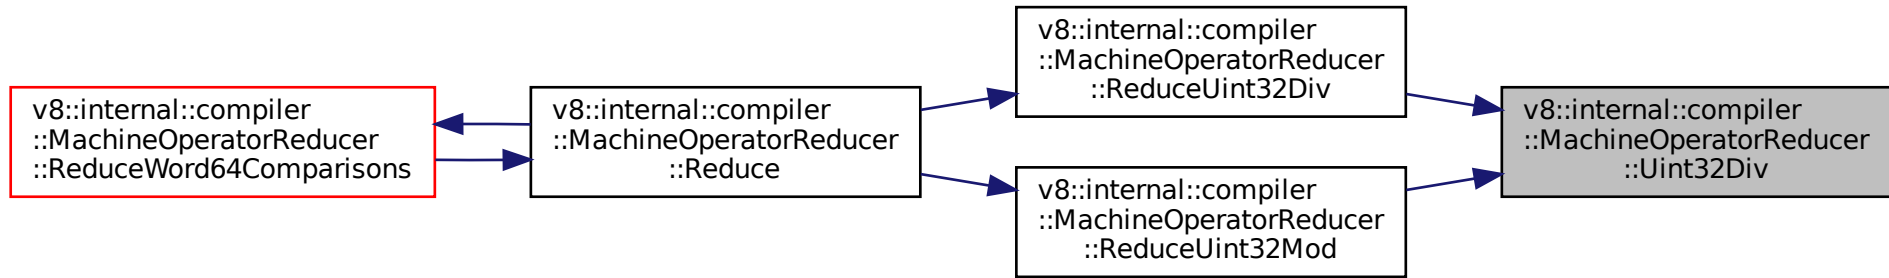 v8::internal::compiler
::MachineOperatorReducer
::ReduceWord64Comparisons
v8::internal::compiler
::MachineOperatorReducer
::Reduce
v8::internal::compiler
::MachineOperatorReducer
::ReduceUint32Div
v8::internal::compiler
::MachineOperatorReducer
::ReduceUint32Mod
v8::internal::compiler
::MachineOperatorReducer
::Uint32Div